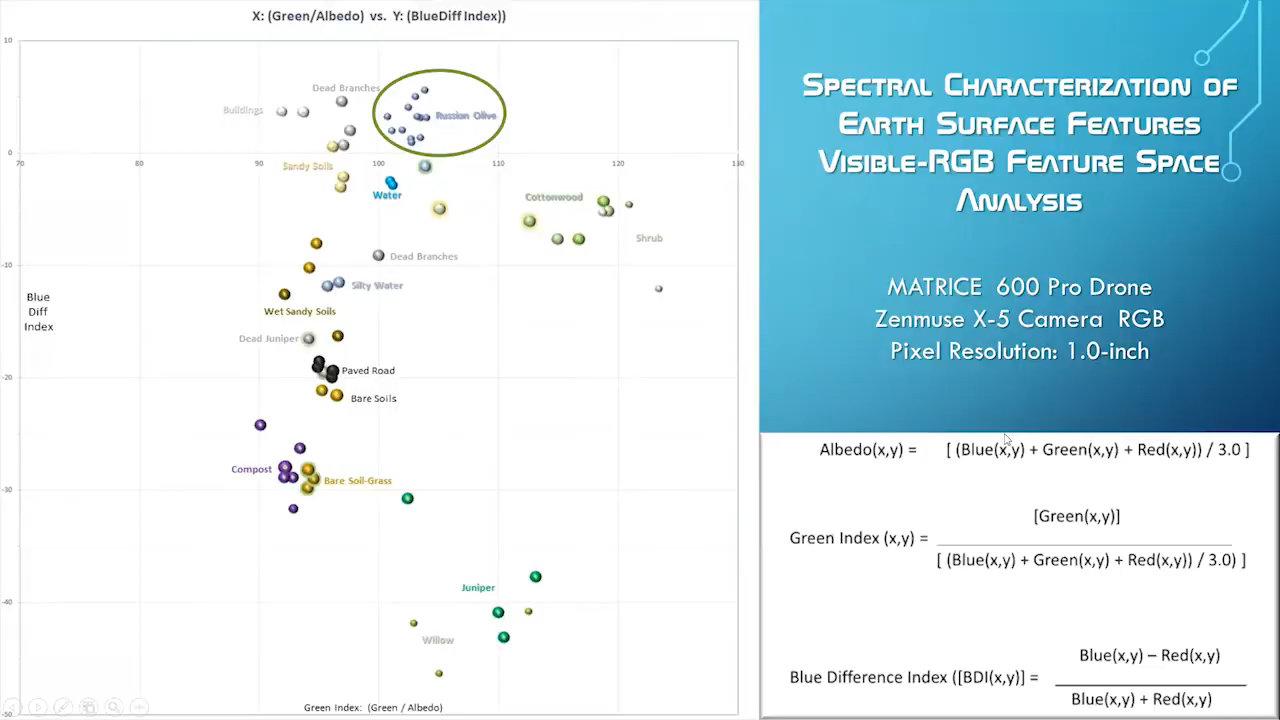 X: (Green/Albedo) vs. Y: (BlueDiff Index))
10
Dead Branches
Buildings
Russian Olive
0
70
80
90
100
110
120
130
Sandy Soils
Water
Cottonwood
Shrub
Dead Branches
-10
Silty Water
Blue
Diff
Index
Wet Sandy Soils
Dead Juniper
Paved Road
-20
Bare Soils
Compost
Bare Soil-Grass
-30
Juniper
-40
Willow
Green Index: (Green / Albedo)
-50
Spectral Characterization of
Earth Surface Features
Visible-RGB Feature Space
Analysis
MATRICE 600 Pro Drone
Zenmuse X-5 Camera RGB
Pixel Resolution: 1.0-inch
Albedo(x,y) = [ (Blue(x,y) + Green(x,y) + Red(x,y)) / 3.0 ]
[Green(x,y)]
Green Index (x,y) =
[ (Blue(x,y) + Green(x,y) + Red(x,y)) / 3.0) ]
Blue(x,y) – Red(x,y)
Blue Difference Index ([BDI(x,y)] =
Blue(x,y) + Red(x,y)